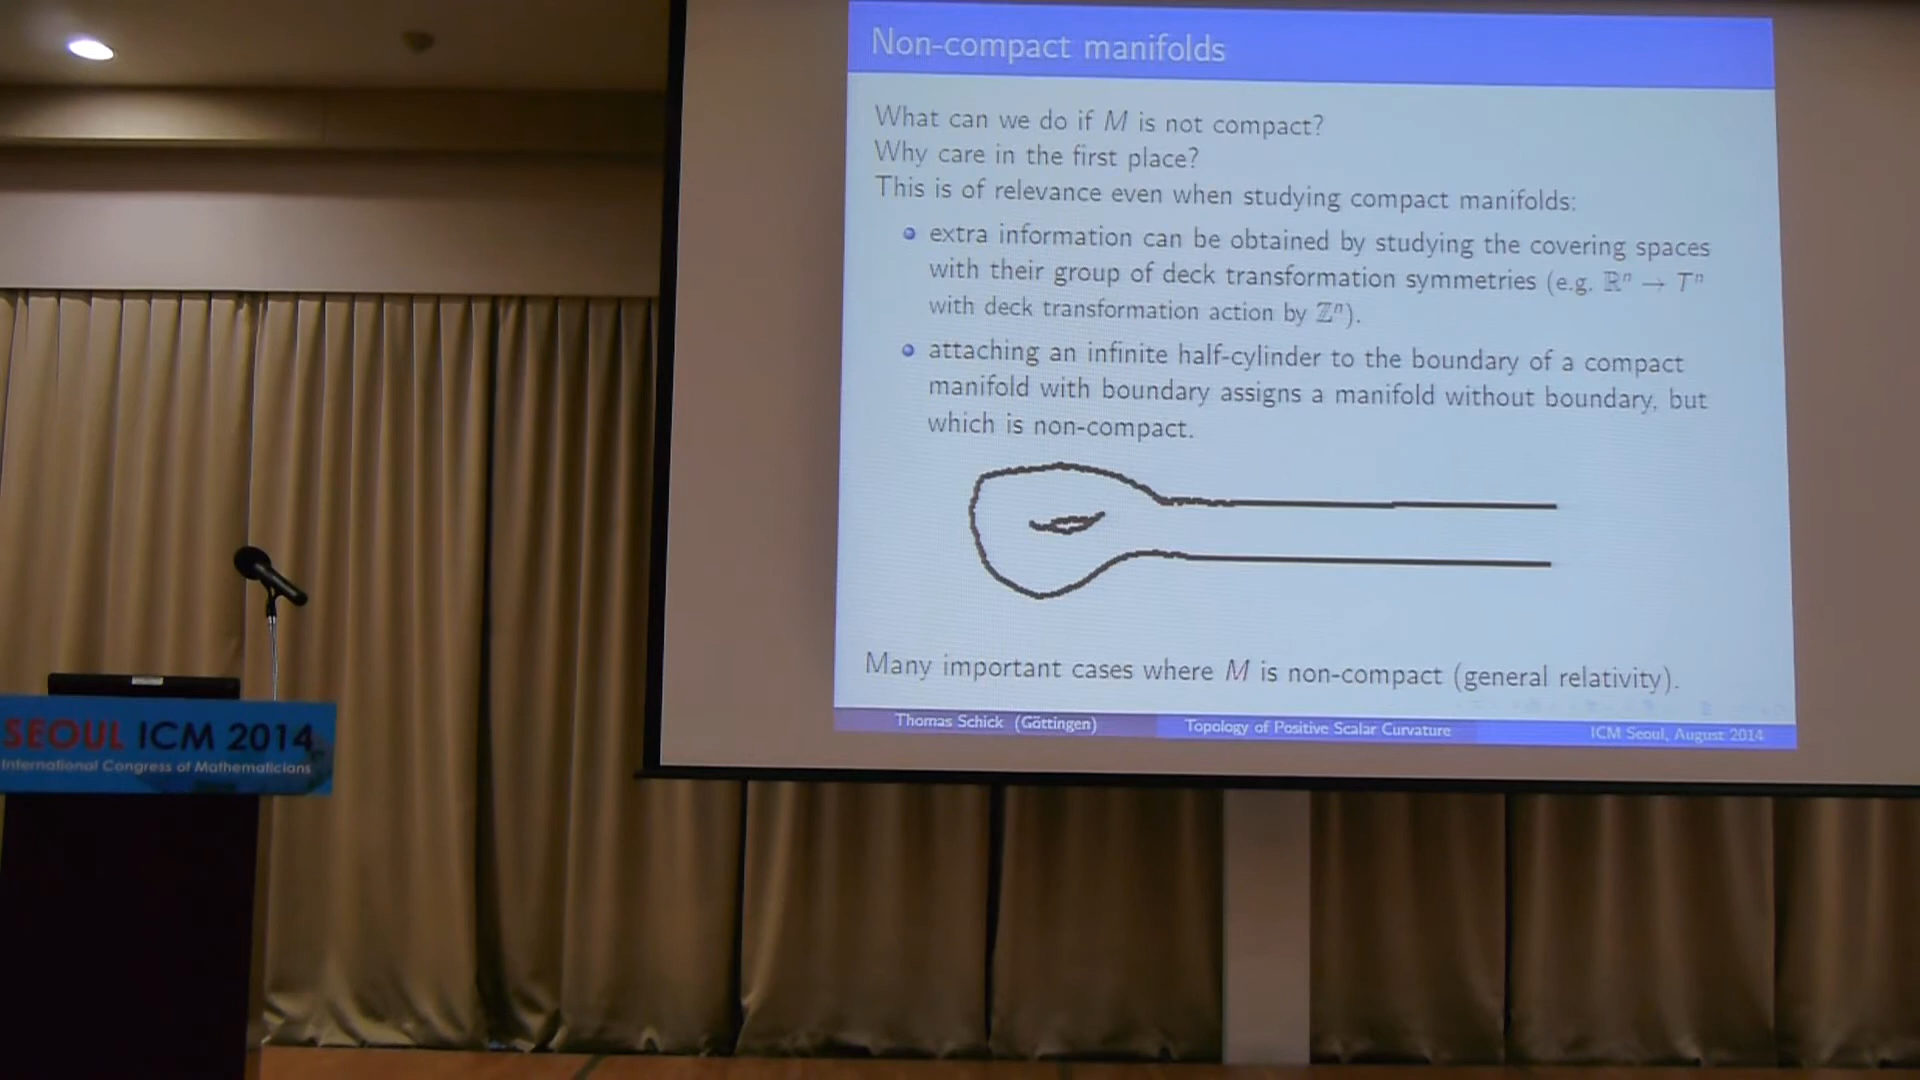 Non-compact manifolds
What can we do if M is not compact?
Why care in the first place?
This is of relevance even when studying compact manifolds:
extra information can be obtained by studying the covering spaces
with their group of deck transformation symmetries (e.g. ℝⁿ → Tⁿ
with deck transformation action by ℤⁿ).
attaching an infinite half-cylinder to the boundary of a compact
manifold with boundary assigns a manifold without boundary, but
which is non-compact.
Many important cases where M is non-compact (general relativity).
Thomas Schick (Göttingen) Topology of Positive Scalar Curvature ICM Seoul, August 2014
SEOUL ICM 2014
International Congress of Mathematicians